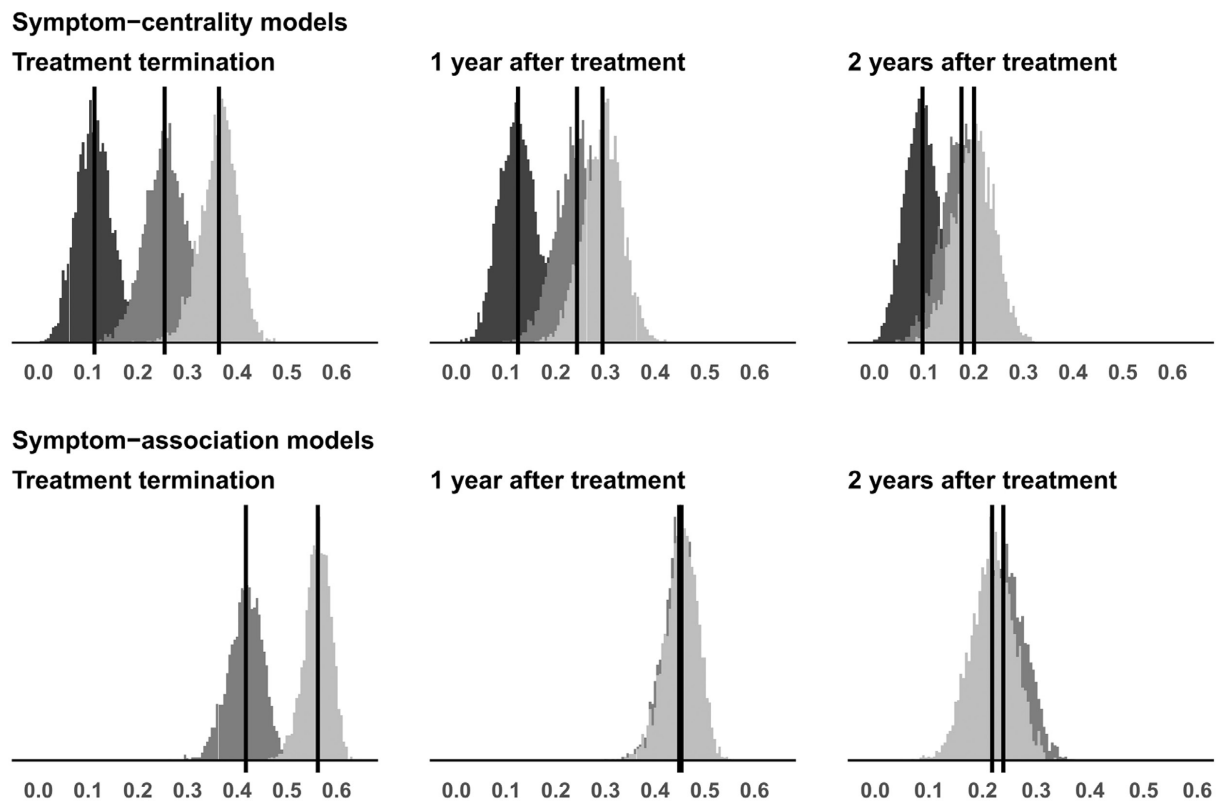 Symptom−centrality models
Treatment termination 1 year after treatment 2 years after treatment
0.0 0.1 0.2 0.3 0.4 0.5 0.6 0.0 0.1 0.2 0.3 0.4 0.5 0.6 0.0 0.1 0.2 0.3 0.4 0.5 0.6
Symptom−association models
Treatment termination 1 year after treatment 2 years after treatment
0.0 0.1 0.2 0.3 0.4 0.5 0.6 0.0 0.1 0.2 0.3 0.4 0.5 0.6 0.0 0.1 0.2 0.3 0.4 0.5 0.6